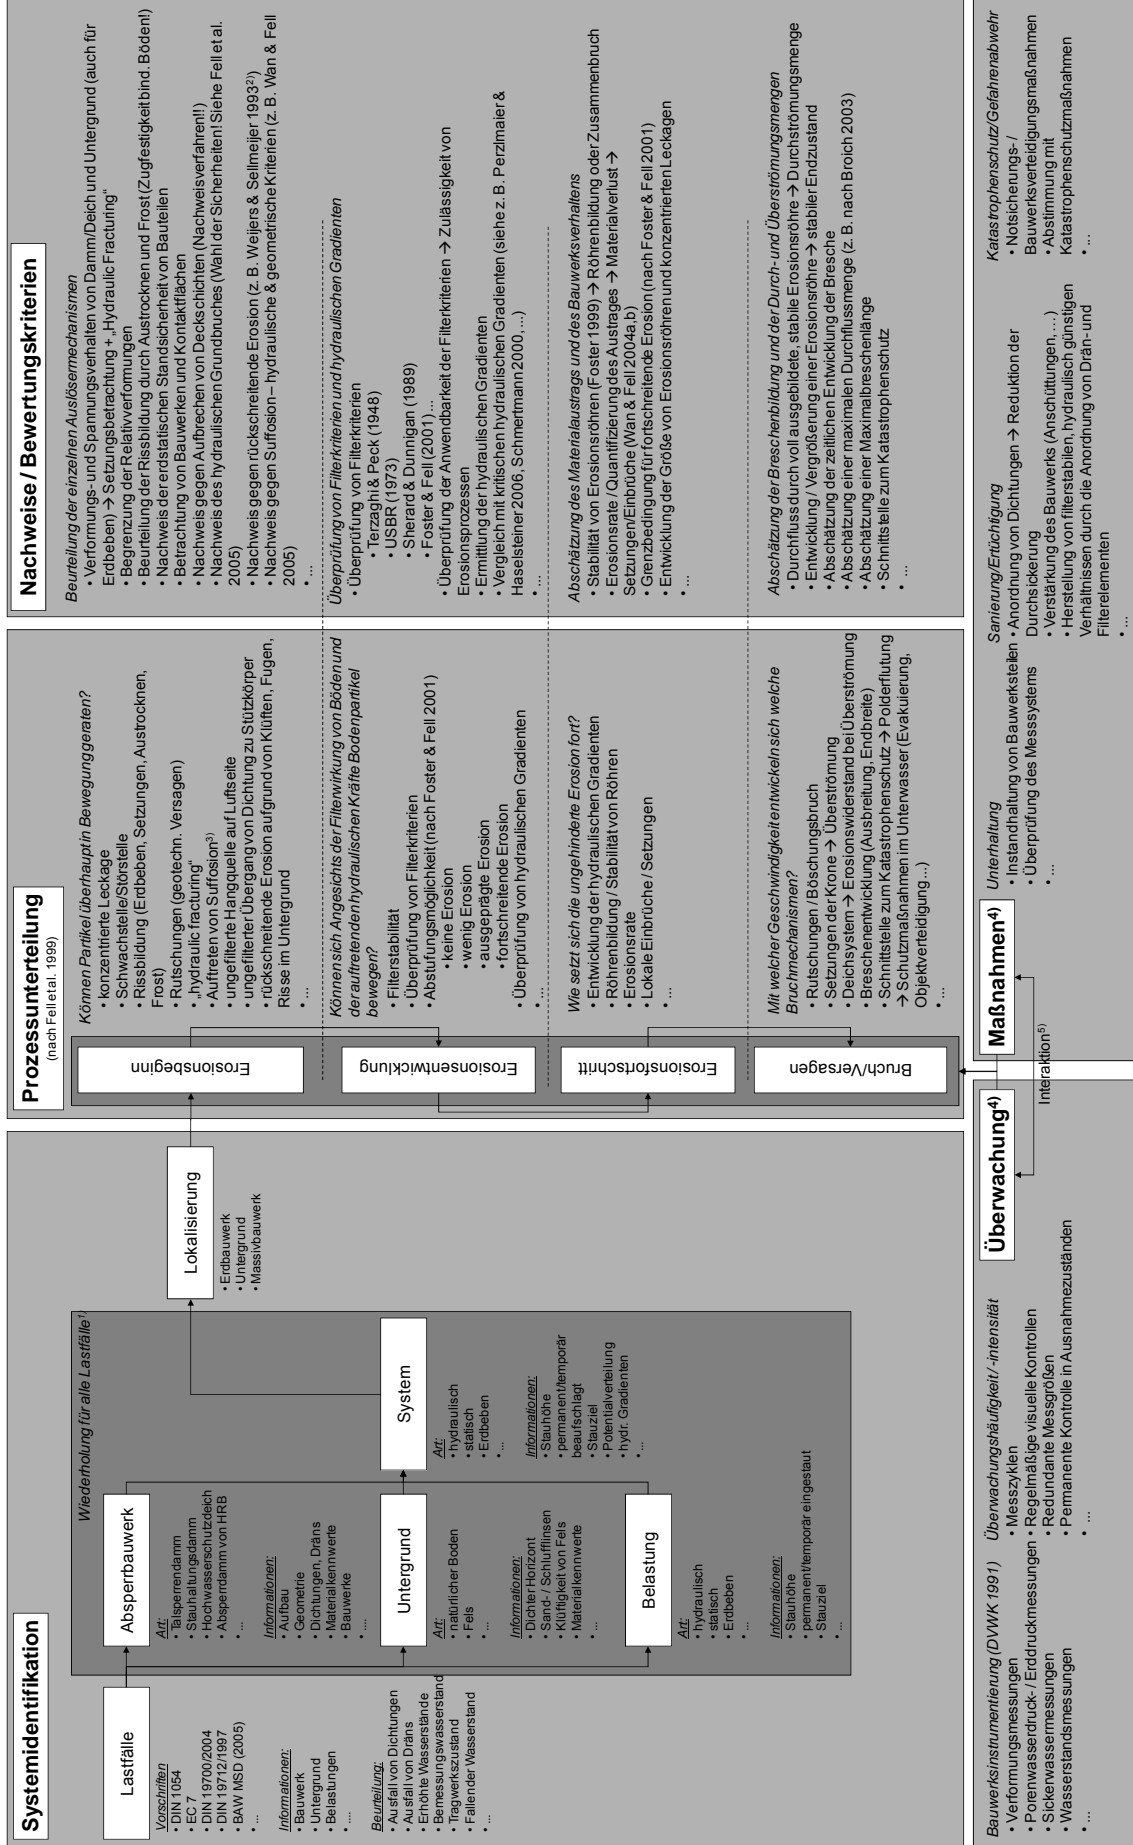 Systemidentifikation
Lastfälle
Vorschriften
• DIN 1054
• EC 7
• DIN 19700/2004
• DIN 19712/1997
• BAW MSD (2005)
• ...
Informationen:
• Bauwerk
• Untergrund
• Belastungen
• ....
Beurteilung:
• Ausfall von Dichtungen
• Ausfall von Dräns
• Erhöhte Wasserstände
• Bemessungswasserstand
• Tragwerkszustand
• Fallender Wasserstand
• ...
Wiederholung für alle Lastfälle1)
Absperrbauwerk
Art:
• Talsperrendamm
• Stauhaltungsdamm
• Hochwasserschutzdeich
• Absperrdamm von HRB
• ...
Informationen:
• Aufbau
• Geometrie
• Dichtungen, Dräns
• Materialkennwerte
• Bauwerke
• ....
Untergrund
Art:
• natürlicher Boden
• Fels
• ...
Informationen:
• Dichter Horizont
• Sand- / Schlufflinsen
• Klüftigkeit von Fels
• Materialkennwerte
• ...
Belastung
Art:
• hydraulisch
• statisch
• Erdbeben
• ...
Informationen:
• Stauhöhe
• permanent/temporär eingestaut
• Stauziel
• ...
System
Art:
• hydraulisch
• statisch
• Erdbeben
• ...
Informationen:
• Stauhöhe
• permanent/temporär
beaufschlagt
• Stauziel
• Potentialverteilung
• hydr. Gradienten
• ...
Lokalisierung
• Erdbauwerk
• Untergrund
• Massivbauwerk
Prozessunterteilung
(nach Fell et al. 1999)
Erosionsbeginn
Können Partikel überhaupt in Bewegung geraten?
• konzentrierte Leckage
• Schwachstelle/Störstelle
• Rissbildung (Erdbeben, Setzungen, Austrocknen,
Frost)
• Rutschungen (geotechn. Versagen)
• „hydraulic fracturing“
• Auftreten von Suffosion3)
• ungefilterte Hangquelle auf Luftseite
• ungefilterter Übergang von Dichtung zu Stützkörper
• rückschreitende Erosion aufgrund von Klüften, Fugen,
Risse im Untergrund
• ...
Erosionsentwicklung
Können sich Angesichts der Filterwirkung von Böden und
der auftretenden hydraulischen Kräfte Bodenpartikel
bewegen?
• Filterstabilität
• Überprüfung von Filterkriterien
• Abstufungsmöglichkeit (nach Foster & Fell 2001)
• keine Erosion
• wenig Erosion
• ausgeprägte Erosion
• fortschreitende Erosion
• Überprüfung von hydraulischen Gradienten
• ...
Erosionsfortschritt
Wie setzt sich die ungehinderte Erosion fort?
• Entwicklung der hydraulischen Gradienten
• Röhrenbildung / Stabilität von Röhren
• Erosionsrate
• Lokale Einbrüche / Setzungen
• ...
Bruch/Versagen
Mit welcher Geschwindigkeit entwickeln sich welche
Bruchmechanismen?
• Rutschungen / Böschungsbruch
• Setzungen der Krone → Überströmung
• Deichsystem → Erosionswiderstand bei Überströmung
• Breschenentwicklung (Ausbreitung, Endbreite)
• Schnittstelle zum Katastrophenschutz → Polderflutung
→ Schutzmaßnahmen im Unterwasser (Evakuierung,
Objektverteidigung ...)
• ...
Nachweise / Bewertungskriterien
Beurteilung der einzelnen Auslösermechanismen
• Verformungs- und Spannungsverhalten von Damm/Deich und Untergrund (auch für
Erdbeben) → Setzungsbetrachtung + „Hydraulic Fracturing“
• Begrenzung der Relativverformungen
• Beurteilung der Rissbildung durch Austrocknen und Frost (Zugfestigkeit bind. Böden!)
• Nachweis der erdstatischen Standsicherheit von Bauteilen
• Betrachtung von Bauwerken und Kontaktflächen
• Nachweis gegen Aufbrechen von Deckschichten (Nachweisverfahren!!)
• Nachweis des hydraulischen Grundbruches (Wahl der Sicherheiten! Siehe Fell et al.
2005)
• Nachweis gegen rückschreitende Erosion (z. B. Weijers & Sellmeijer 19932))
• Nachweis gegen Suffosion – hydraulische & geometrische Kriterien (z. B. Wan & Fell
2005)
• ...
Überprüfung von Filterkriterien und hydraulischen Gradienten
• Überprüfung von Filterkriterien
• Terzaghi & Peck (1948)
• USBR (1973)
• Sherard & Dunnigan (1989)
• Foster & Fell (2001) ...
• Überprüfung der Anwendbarkeit der Filterkriterien → Zulässigkeit von
Erosionsprozessen
• Ermittlung der hydraulischen Gradienten
• Vergleich mit kritischen hydraulischen Gradienten (siehe z. B. Perzlmaier &
Haselsteiner 2006, Schmertmann 2000, ...)
• ...
Abschätzung des Materialaustrags und des Bauwerksverhaltens
• Stabilität von Erosionsröhren (Foster 1999) → Röhrenbildung oder Zusammenbruch
• Erosionsrate / Quantifizierung des Austrages → Materialverlust →
Setzungen/Einbrüche (Wan & Fell 2004a,b)
• Grenzbedingung für fortschreitende Erosion (nach Foster & Fell 2001)
• Entwicklung der Größe von Erosionsröhren und konzentrierten Leckagen
• ...
Abschätzung der Breschenbildung und der Durch- und Überströmungsmengen
• Durchfluss durch voll ausgebildete, stabile Erosionsröhre → Durchströmungsmenge
• Entwicklung / Vergrößerung einer Erosionsröhre → stabiler Endzustand
• Abschätzung der zeitlichen Entwicklung der Bresche
• Abschätzung einer maximalen Durchflussmenge (z. B. nach Broich 2003)
• Abschätzung einer Maximalbreschenlänge
• Schnittstelle zum Katastrophenschutz
• ...
Überwachung4)
Bauwerksinstrumentierung (DVWK 1991)
• Verformungsmessungen
• Porenwasserdruck- / Erddruckmessungen
• Sickerwassermessungen
• Wasserstandsmessungen
• ...
Überwachungshäufigkeit / -intensität
• Messzyklen
• Regelmäßige visuelle Kontrollen
• Redundante Messgrößen
• Permanente Kontrolle in Ausnahmezuständen
• ...
Interaktion5)
Maßnahmen4)
Unterhaltung
• Instandhaltung von Bauwerksteilen
• Überprüfung des Messsystems
• ...
Sanierung/Ertüchtigung
• Anordnung von Dichtungen → Reduktion der
Durchsickerung
• Verstärkung des Bauwerks (Anschüttungen, ...)
• Herstellung von filterstabilen, hydraulisch günstigen
Verhältnissen durch die Anordnung von Drän- und
Filterelementen
• ...
Katastrophenschutz/Gefahrenabwehr
• Notsicherungs- /
Bauwerksverteidigungsmaßnahmen
• Abstimmung mit
Katastrophenschutzmaßnahmen
• ...